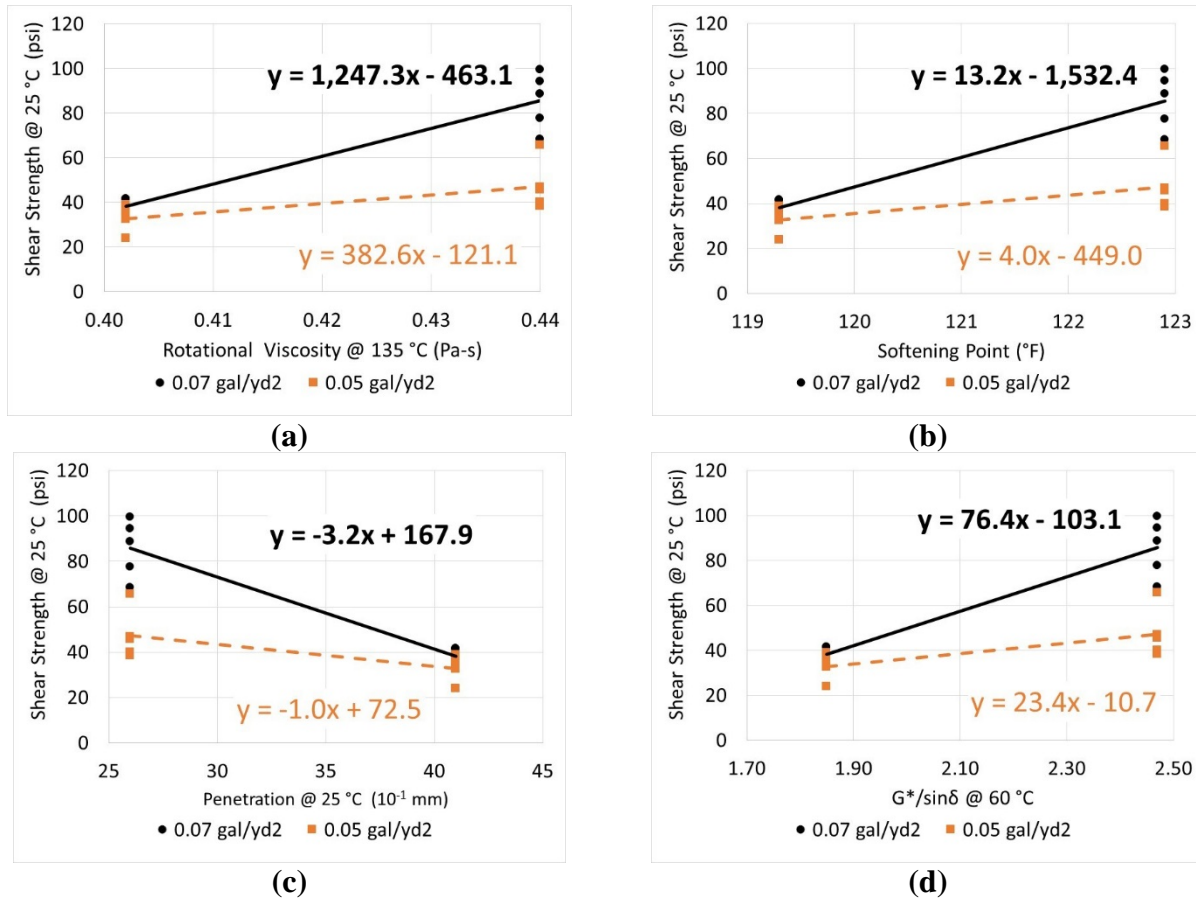 120
100
80
60
40
20
0
Shear Strength @ 25 °C (psi)
y = 1,247.3x - 463.1
y = 382.6x - 121.1
0.40 0.41 0.42 0.43 0.44
Rotational Viscosity @ 135 °C (Pa-s)
0.07 gal/yd2 0.05 gal/yd2
(a)
120
100
80
60
40
20
0
Shear Strength @ 25 °C (psi)
y = 13.2x - 1,532.4
y = 4.0x - 449.0
119 120 121 122 123
Softening Point (°F)
0.07 gal/yd2 0.05 gal/yd2
(b)
120
100
80
60
40
20
0
Shear Strength @ 25 °C (psi)
y = -3.2x + 167.9
y = -1.0x + 72.5
25 30 35 40 45
Penetration @ 25 °C (10⁻¹ mm)
0.07 gal/yd2 0.05 gal/yd2
(c)
120
100
80
60
40
20
0
Shear Strength @ 25 °C (psi)
y = 76.4x - 103.1
y = 23.4x - 10.7
1.70 1.90 2.10 2.30 2.50
G*/sinδ @ 60 °C
0.07 gal/yd2 0.05 gal/yd2
(d)